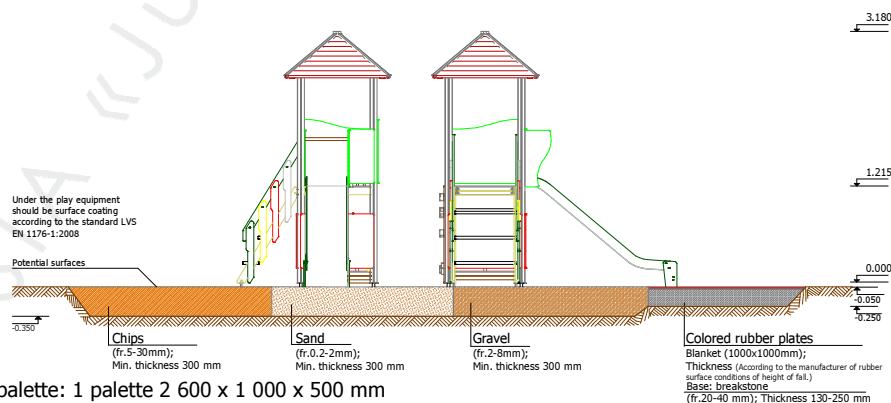 OIA «JU
3.180
1.215
Under the play equipment
should be surface coating
according to the standard LVS
EN 1176-1:2008
Potential surfaces
0.000
-0.050
-0.250
-0.350
Chips
(fr.5-30mm);
Min. thickness 300 mm
Sand
(fr.0.2-2mm);
Min. thickness 300 mm
Gravel
(fr.2-8mm);
Min. thickness 300 mm
Colored rubber plates
Blanket (1000x1000mm);
Thickness (According to the manufacturer of rubber
surface conditions of height of fall.)
Base: breakstone
(fr.20-40 mm); Thickness 130-250 mm
palette: 1 palette 2 600 x 1 000 x 500 mm